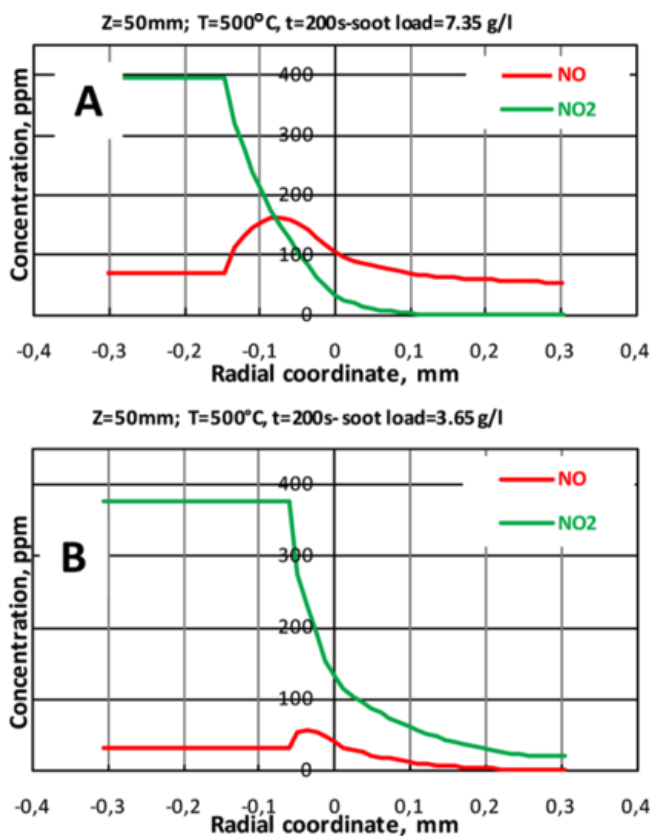 Z=50mm; T=500°C, t=200s-soot load=7.35 g/l
A
NO
NO2
Concentration, ppm
400
300
200
100
0
-0,4 -0,3 -0,2 -0,1 0 0,1 0,2 0,3 0,4
Radial coordinate, mm
Z=50mm; T=500°C, t=200s- soot load=3.65 g/l
B
NO
NO2
Concentration, ppm
400
300
200
100
0
-0,4 -0,3 -0,2 -0,1 0 0,1 0,2 0,3 0,4
Radial coordinate, mm